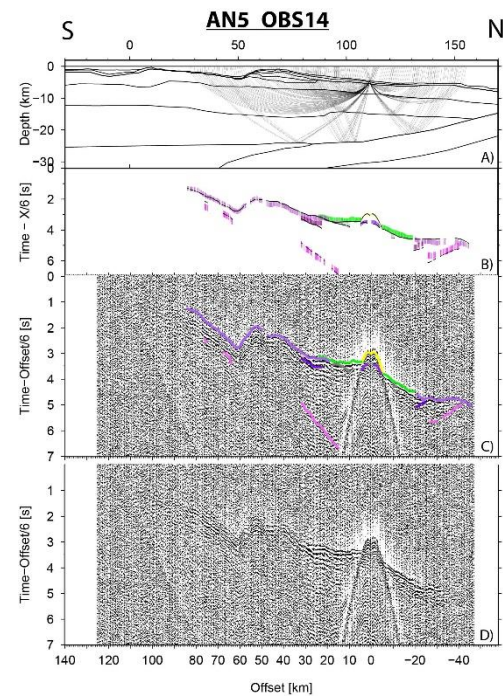 AN5 OBS14
S N
0 50 100 150
Depth (km)
0
−10
−20
−30
A)
Time − X/6 [s]
2
4
6
B)
Time−Offset/6 [s]
0
1
2
3
4
5
6
7
C)
Time−Offset/6 [s]
1
2
3
4
5
6
7
D)
140 120 100 80 60 50 40 30 20 10 0 −20 −40
Offset [km]